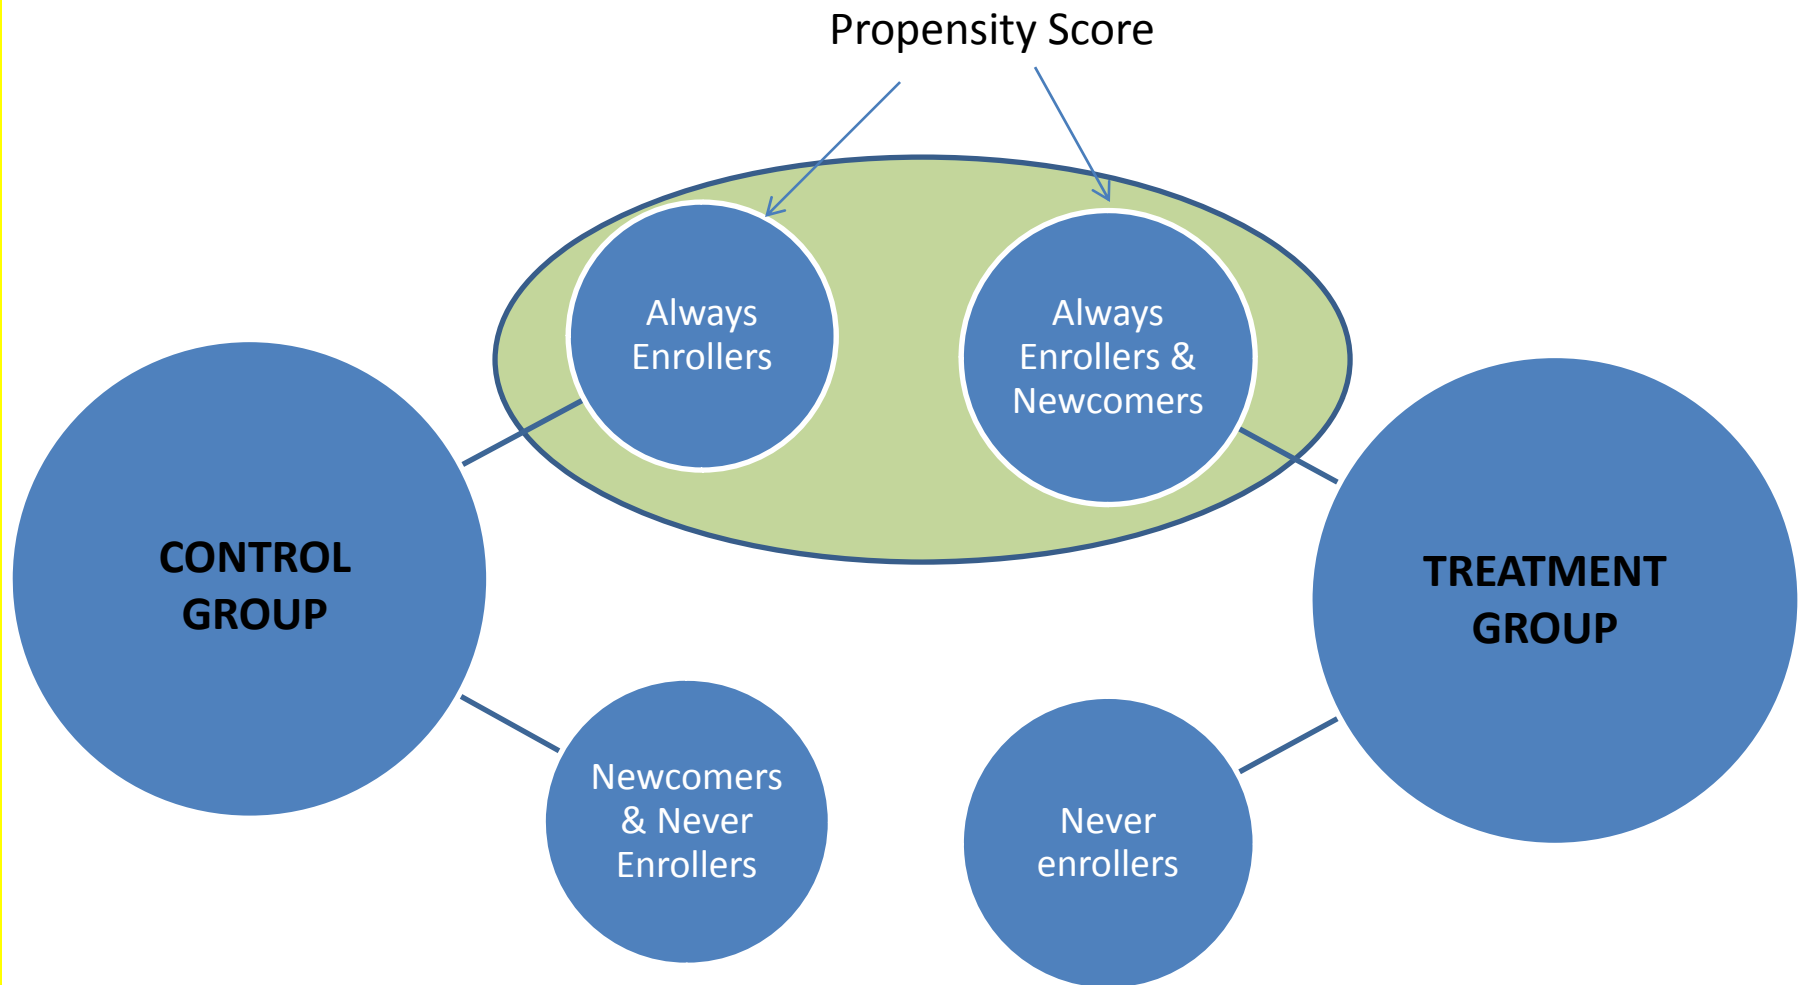 Propensity Score
Always
Enrollers
Always
Enrollers &
Newcomers
CONTROL
GROUP
TREATMENT
GROUP
Newcomers
& Never
Enrollers
Never
enrollers